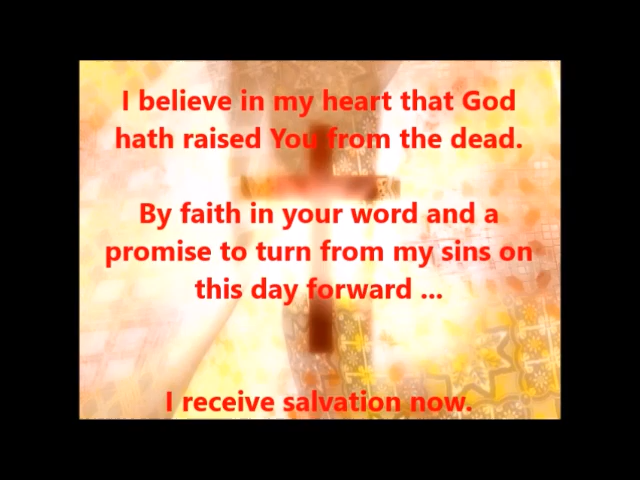 I believe in my heart that God
hath raised You from the dead.
By faith in your word and a
promise to turn from my sins on
this day forward ...
I receive salvation now.